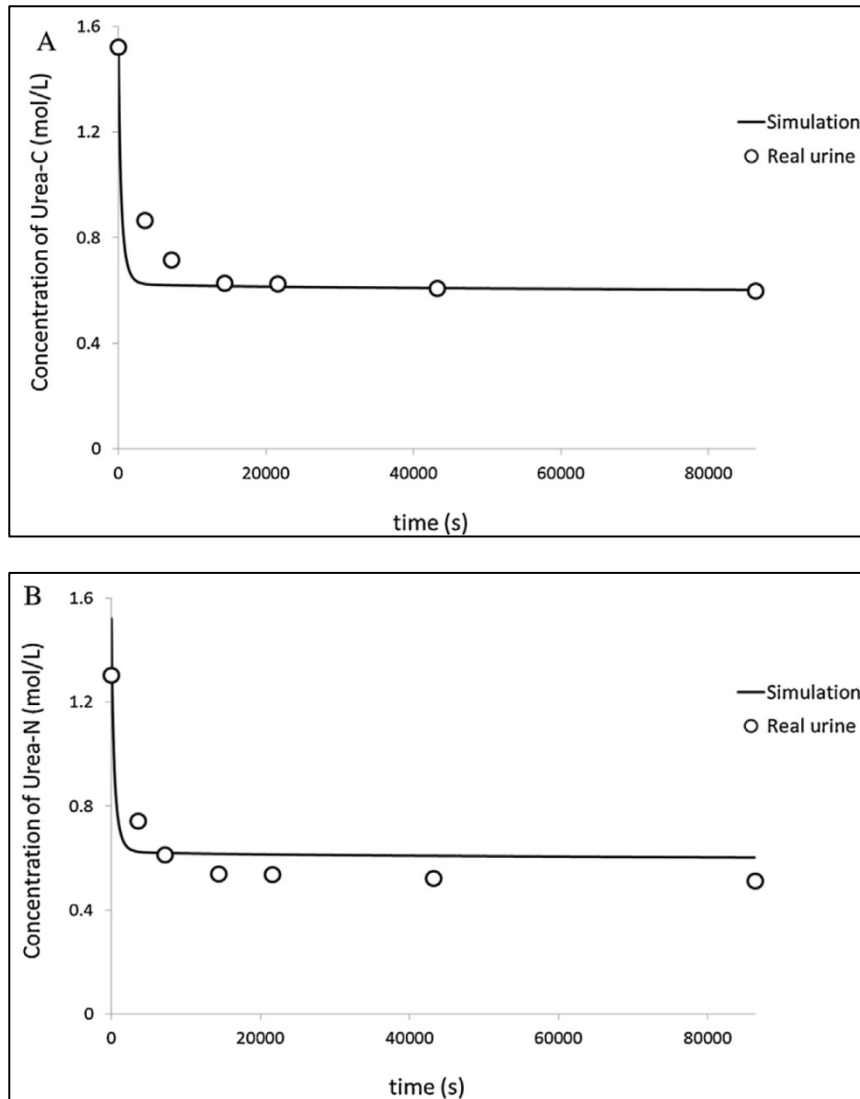 A
Concentration of Urea-C (mol/L)
1.6
1.2
0.8
0.4
0
0 20000 40000 60000 80000
time (s)
Simulation
Real urine
B
Concentration of Urea-N (mol/L)
1.6
1.2
0.8
0.4
0
0 20000 40000 60000 80000
time (s)
Simulation
Real urine